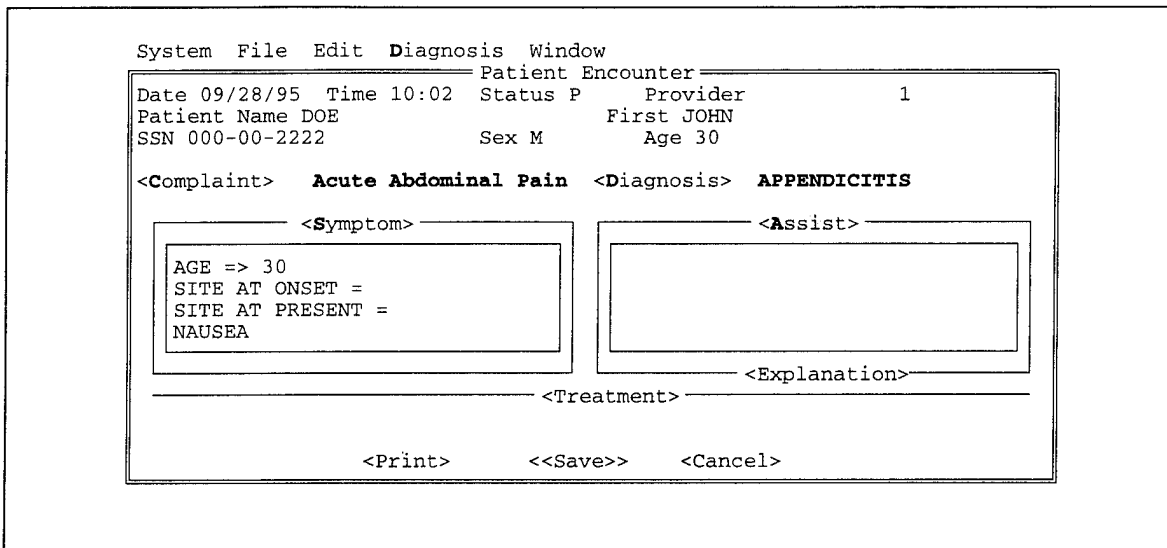 System File Edit Diagnosis Window
Patient Encounter
Date 09/28/95 Time 10:02 Status P Provider 1
Patient Name DOE First JOHN
SSN 000-00-2222 Sex M Age 30
<Complaint> Acute Abdominal Pain <Diagnosis> APPENDICITIS
<Symptom> <Assist>
AGE => 30
SITE AT ONSET =
SITE AT PRESENT =
NAUSEA
<Explanation>
<Treatment>
<Print> <<Save>> <Cancel>